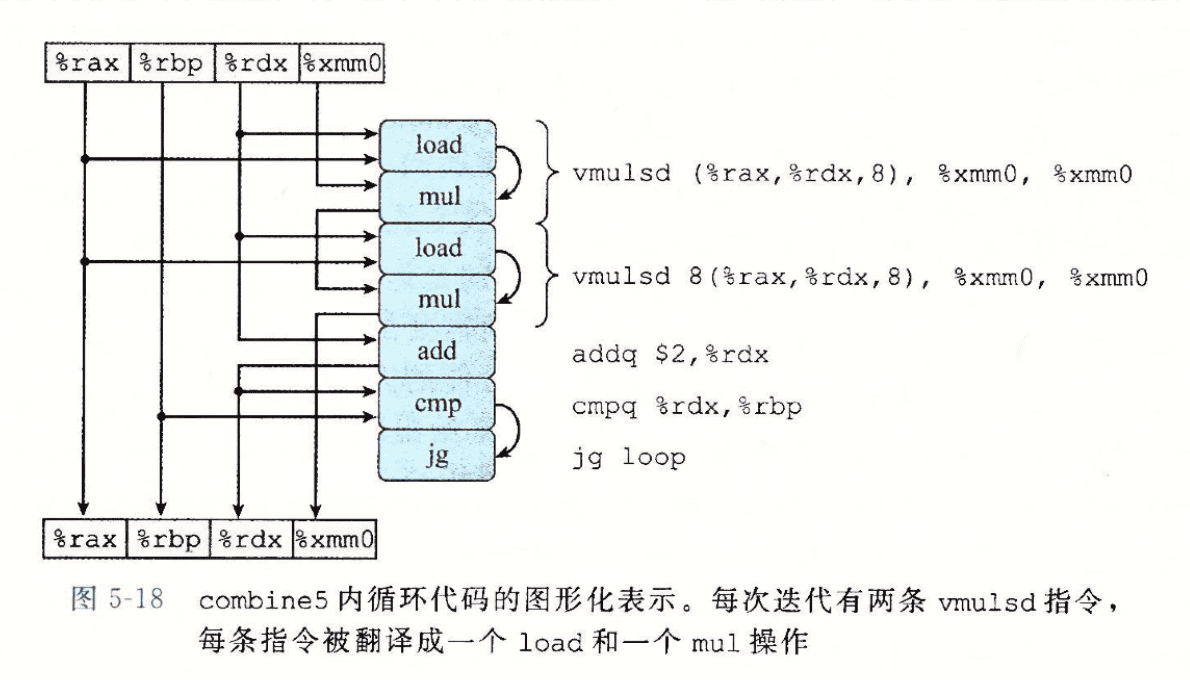 %rax %rbp %rdx %xmm0
load
mul
vmulsd (%rax,%rdx,8), %xmm0, %xmm0
load
mul
vmulsd 8(%rax,%rdx,8), %xmm0, %xmm0
add
addq $2,%rdx
cmp
cmpq %rdx,%rbp
jg
jg loop
%rax %rbp %rdx %xmm0
图 5-18 combine5 内循环代码的图形化表示。每次迭代有两条 vmulsd 指令，
每条指令被翻译成一个 load 和一个 mul 操作